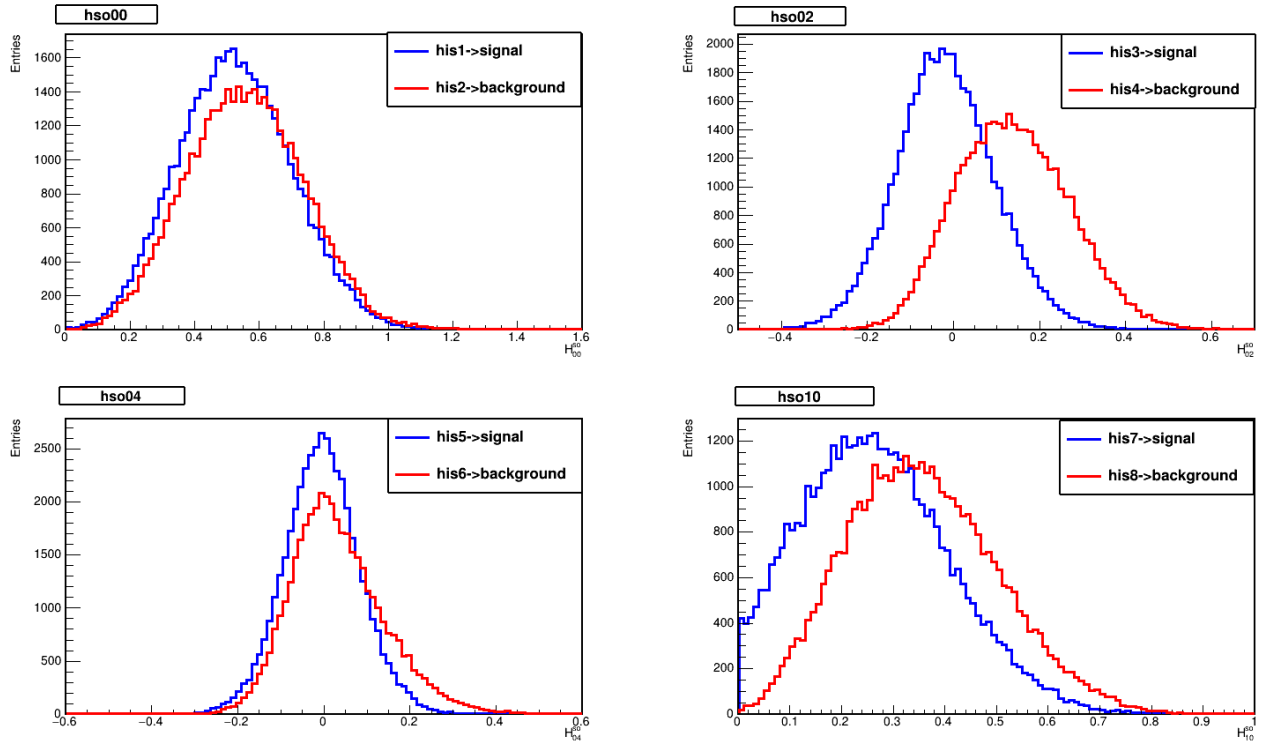 hso00
Entries
1600
1400
1200
1000
800
600
400
200
0
his1->signal
his2->background
0 0.2 0.4 0.6 0.8 1 1.2 1.4 1.6
H00so
hso02
Entries
2000
1800
1600
1400
1200
1000
800
600
400
200
0
his3->signal
his4->background
−0.4 −0.2 0 0.2 0.4 0.6
H02so
hso04
Entries
2500
2000
1500
1000
500
0
his5->signal
his6->background
−0.6 −0.4 −0.2 0 0.2 0.4 0.6
H04so
hso10
Entries
1200
1000
800
600
400
200
0
his7->signal
his8->background
0 0.1 0.2 0.3 0.4 0.5 0.6 0.7 0.8 0.9 1
H10so